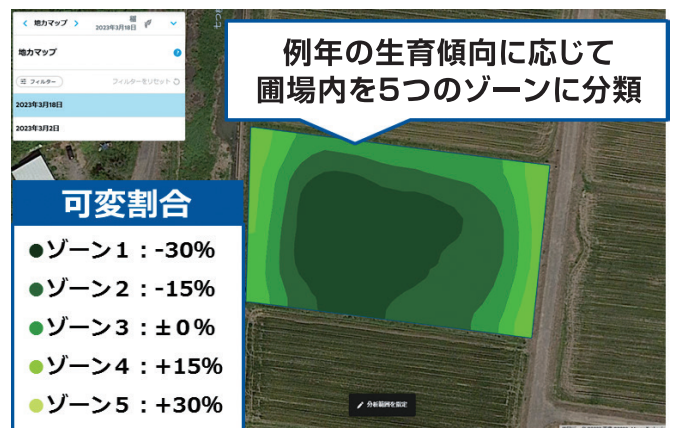 地力マップ
2023年3月18日
例年の生育傾向に応じて
圃場内を5つのゾーンに分類
地力マップ
?
フィルター
フィルターをリセット
2023年3月18日
2023年3月2日
可変割合
●ゾーン1：-30%
●ゾーン2：-15%
●ゾーン3：±0%
●ゾーン4：+15%
●ゾーン5：+30%
分析範囲を指定